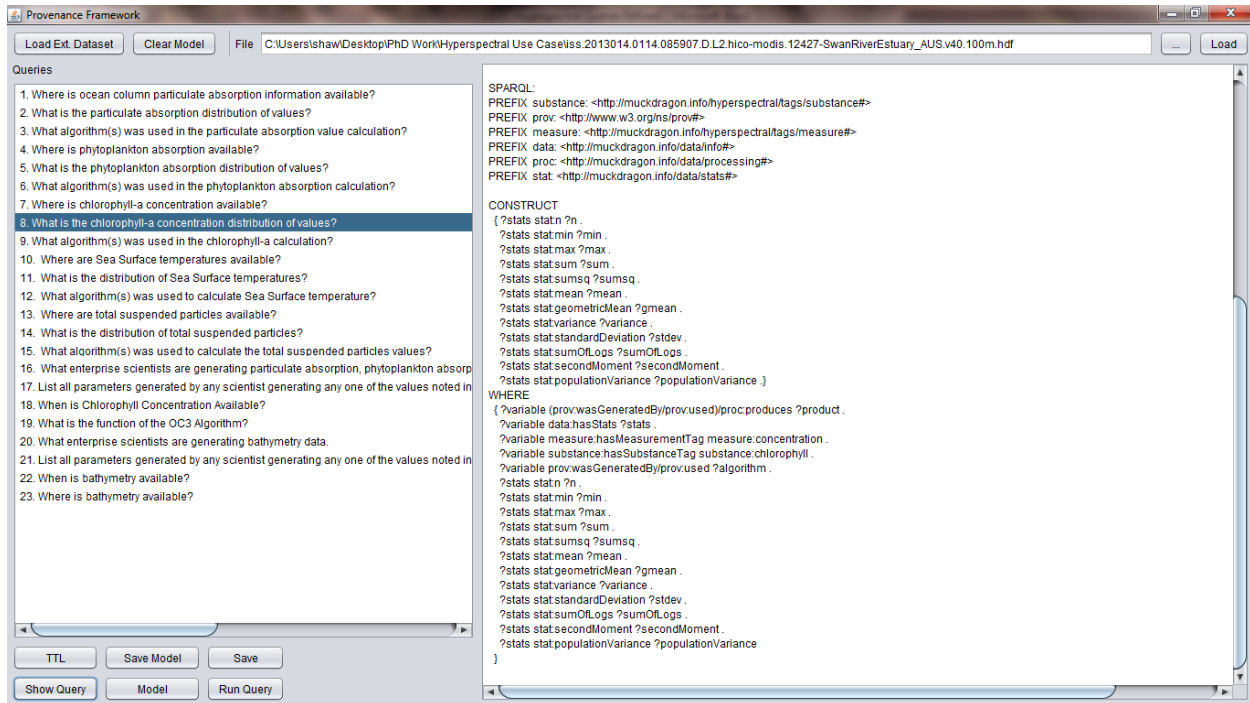 Provenance Framework
Load Ext. Dataset Clear Model File C:\Users\shaw\Desktop\PhD Work\Hyperspectral Use Case\iss.2013014.0114.085907.D.L2.hico-modis.12427-SwanRiverEstuary_AUS.v40.100m.hdf ... Load
Queries
1. Where is ocean column particulate absorption information available?
2. What is the particulate absorption distribution of values?
3. What algorithm(s) was used in the particulate absorption value calculation?
4. Where is phytoplankton absorption available?
5. What is the phytoplankton absorption distribution of values?
6. What algorithm(s) was used in the phytoplankton absorption calculation?
7. Where is chlorophyll-a concentration available?
8. What is the chlorophyll-a concentration distribution of values?
9. What algorithm(s) was used in the chlorophyll-a calculation?
10. Where are Sea Surface temperatures available?
11. What is the distribution of Sea Surface temperatures?
12. What algorithm(s) was used to calculate Sea Surface temperature?
13. Where are total suspended particles available?
14. What is the distribution of total suspended particles?
15. What algorithm(s) was used to calculate the total suspended particles values?
16. What enterprise scientists are generating particulate absorption, phytoplankton absorp
17. List all parameters generated by any scientist generating any one of the values noted in
18. When is Chlorophyll Concentration Available?
19. What is the function of the OC3 Algorithm?
20. What enterprise scientists are generating bathymetry data.
21. List all parameters generated by any scientist generating any one of the values noted in
22. When is bathymetry available?
23. Where is bathymetry available?
TTL Save Model Save
Show Query Model Run Query
SPARQL:
PREFIX substance: <http://muckdragon.info/hyperspectral/tags/substance#>
PREFIX prov: <http://www.w3.org/ns/prov#>
PREFIX measure: <http://muckdragon.info/hyperspectral/tags/measure#>
PREFIX data: <http://muckdragon.info/data/info#>
PREFIX proc: <http://muckdragon.info/data/processing#>
PREFIX stat: <http://muckdragon.info/data/stats#>
CONSTRUCT
{ ?stats stat:n ?n .
?stats stat:min ?min .
?stats stat:max ?max .
?stats stat:sum ?sum .
?stats stat:sumsq ?sumsq .
?stats stat:mean ?mean .
?stats stat:geometricMean ?gmean .
?stats stat:variance ?variance .
?stats stat:standardDeviation ?stdev .
?stats stat:sumOfLogs ?sumOfLogs .
?stats stat:secondMoment ?secondMoment .
?stats stat:populationVariance ?populationVariance .}
WHERE
{ ?variable (prov:wasGeneratedBy/prov:used)/proc:produces ?product .
?variable data:hasStats ?stats .
?variable measure:hasMeasurementTag measure:concentration .
?variable substance:hasSubstanceTag substance:chlorophyll .
?variable prov:wasGeneratedBy/prov:used ?algorithm .
?stats stat:n ?n .
?stats stat:min ?min .
?stats stat:max ?max .
?stats stat:sum ?sum .
?stats stat:sumsq ?sumsq .
?stats stat:mean ?mean .
?stats stat:geometricMean ?gmean .
?stats stat:variance ?variance .
?stats stat:standardDeviation ?stdev .
?stats stat:sumOfLogs ?sumOfLogs .
?stats stat:secondMoment ?secondMoment .
?stats stat:populationVariance ?populationVariance
}